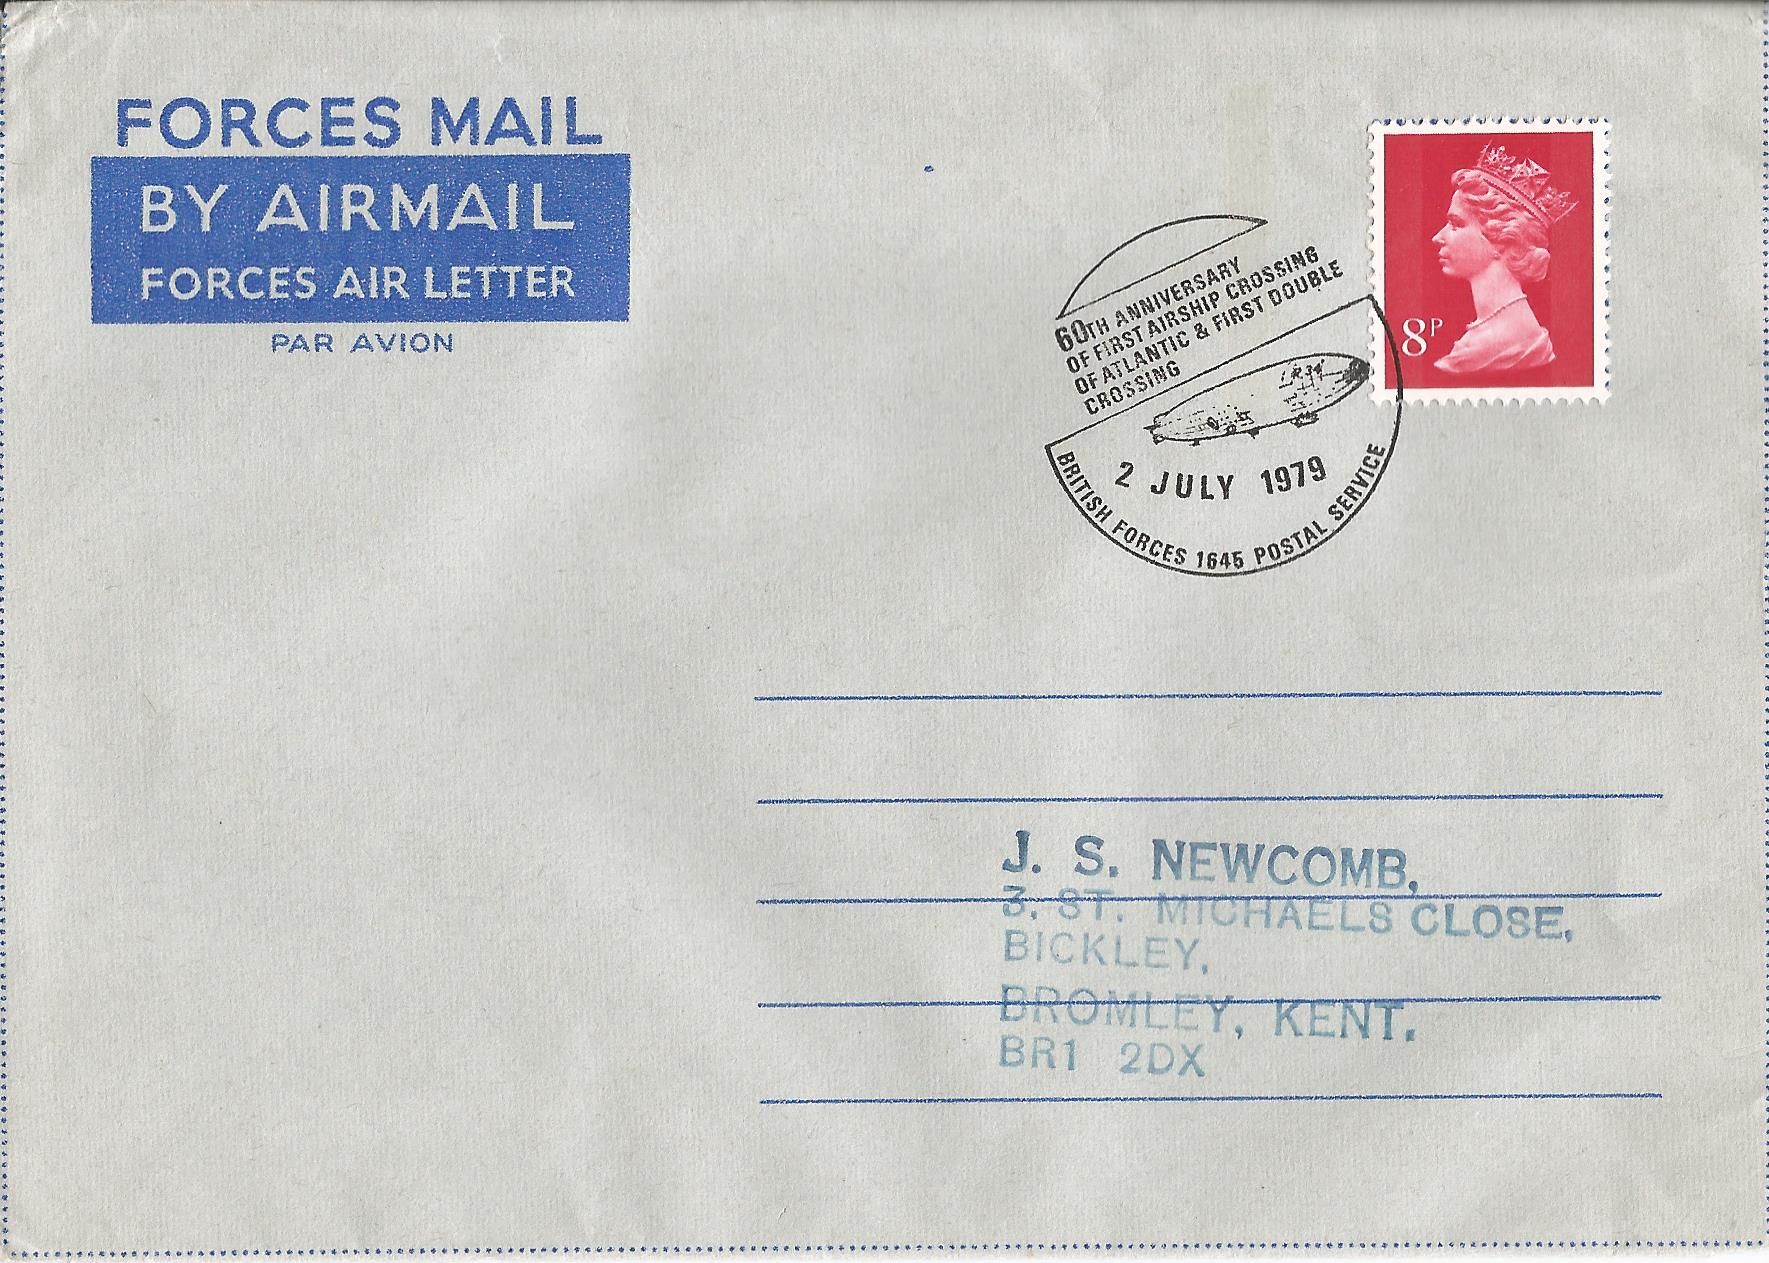 FORCES MAIL
BY AIRMAIL
FORCES AIR LETTER
PAR AVION
8P
60TH ANNIVERSARY
OF FIRST AIRSHIP CROSSING
OF ATLANTIC & FIRST DOUBLE
CROSSING
R34
2 JULY 1979
BRITISH FORCES 1645 POSTAL SERVICE
J. S. NEWCOMB,
3. ST. MICHAELS CLOSE,
BICKLEY,
BROMLEY, KENT.
BR1 2DX